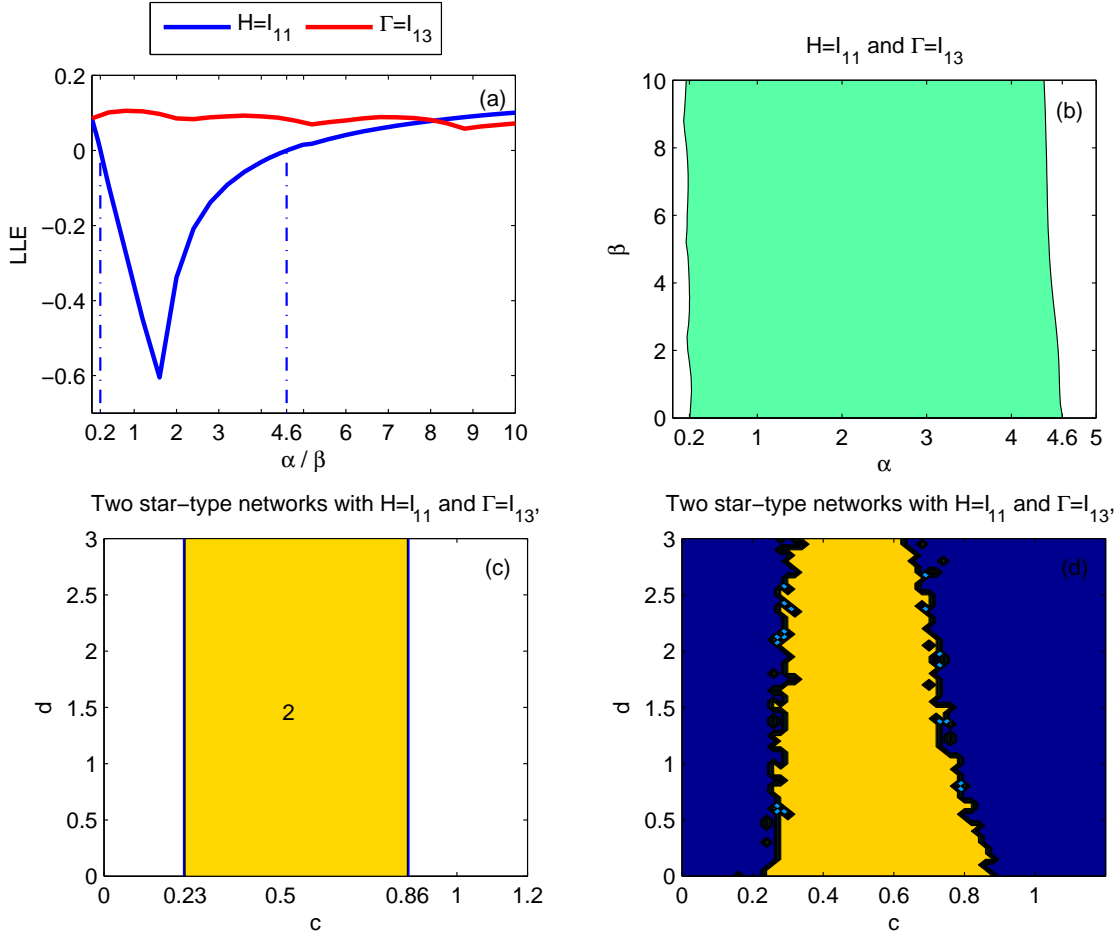 H=I11 Γ=I13
0.2
0
−0.2
−0.4
−0.6
LLE
(a)
0.2 1 2 3 4.6 6 7 8 9 10
α / β
H=I11 and Γ=I13
10
8
6
4
2
0
β
(b)
0.2 1 2 3 4 4.6 5
α
Two star−type networks with H=I11 and Γ=I13,
3
2.5
2
1.5
1
0.5
0
d
(c)
2
0 0.23 0.5 0.86 1 1.2
c
Two star−type networks with H=I11 and Γ=I13,
3
2.5
2
1.5
1
0.5
0
d
(d)
0 0.2 0.4 0.6 0.8 1
c